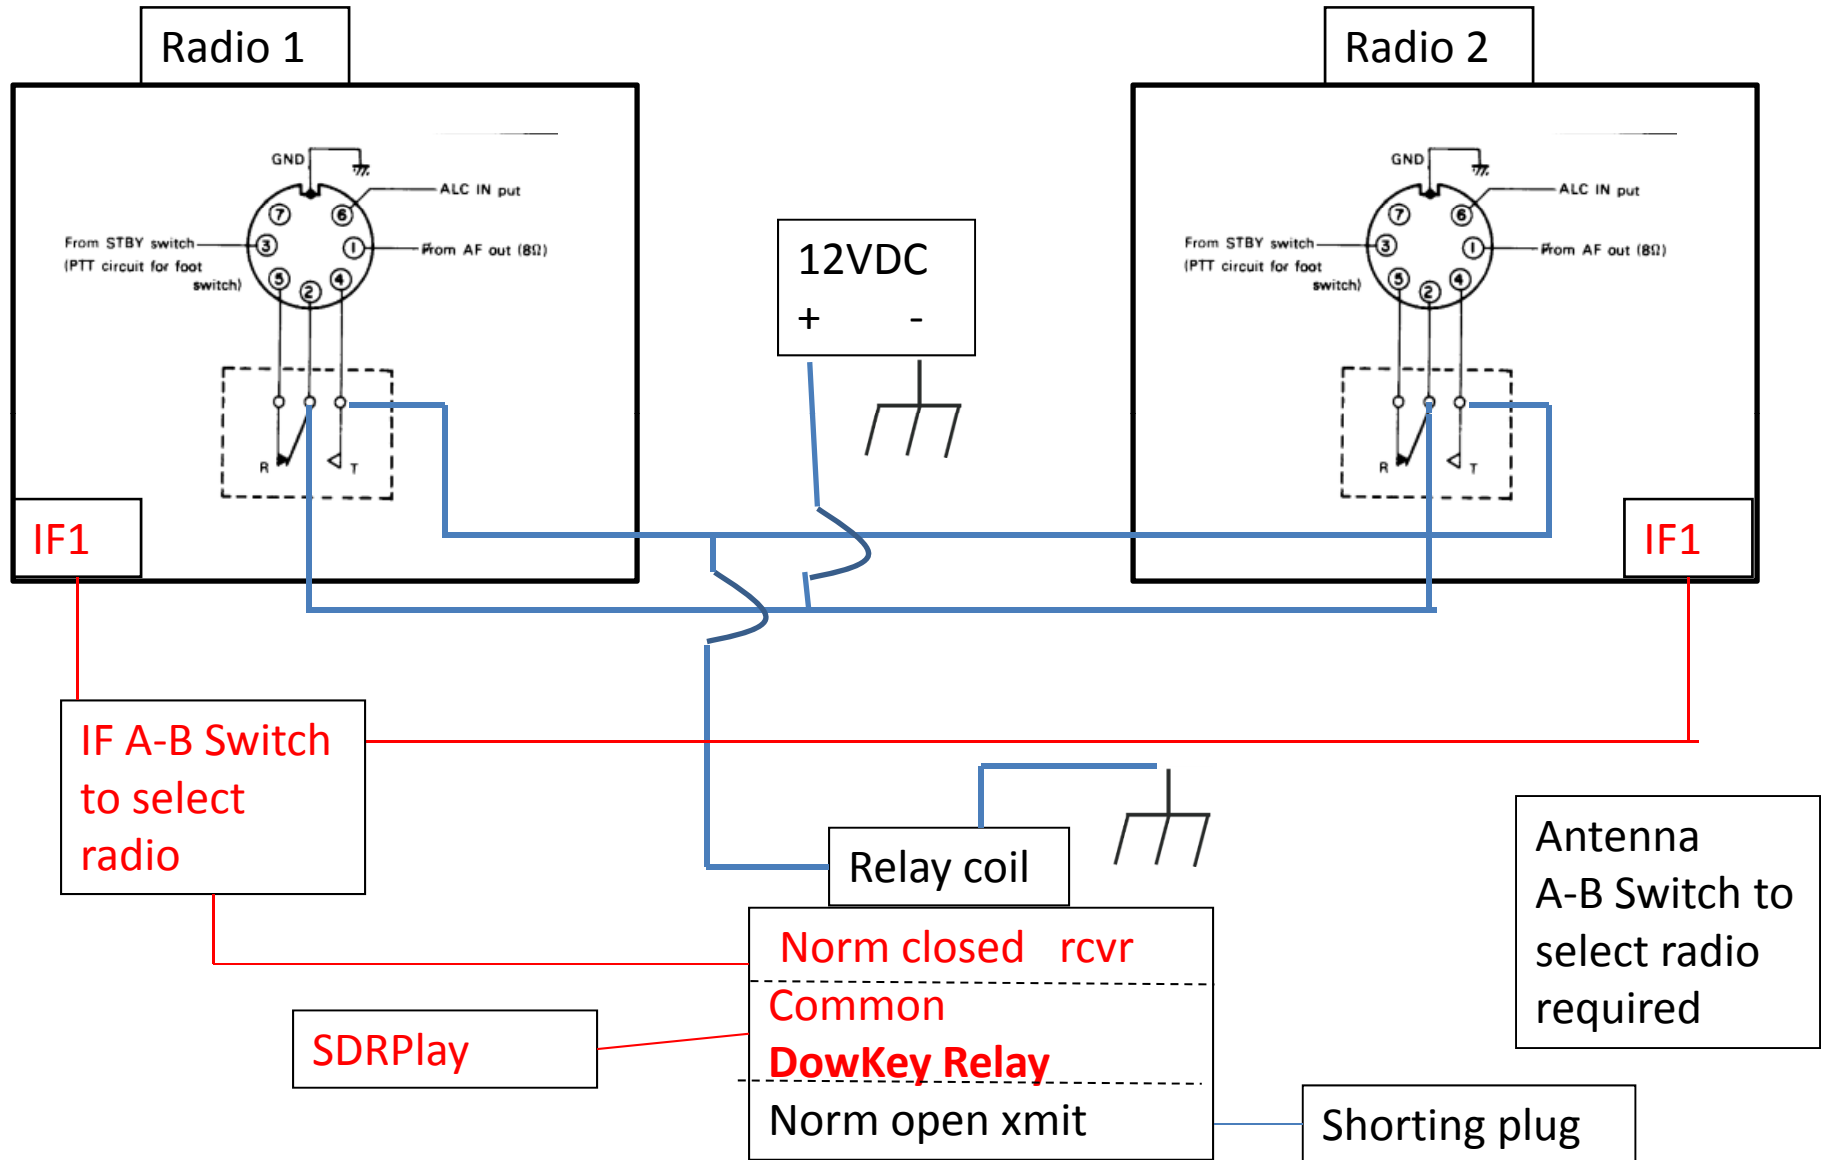 Radio 1
GND
ALC IN put
7
6
From STBY switch
3
1
From AF out (8Ω)
(PTT circuit for foot
switch)
5
2
4
R
T
IF1
12VDC
+ -
Radio 2
GND
ALC IN put
7
6
From STBY switch
3
1
From AF out (8Ω)
(PTT circuit for foot
switch)
5
2
4
R
T
IF1
IF A-B Switch
to select
radio
Relay coil
Norm closed rcvr
Common
DowKey Relay
Norm open xmit
SDRPlay
Shorting plug
Antenna
A-B Switch to
select radio
required